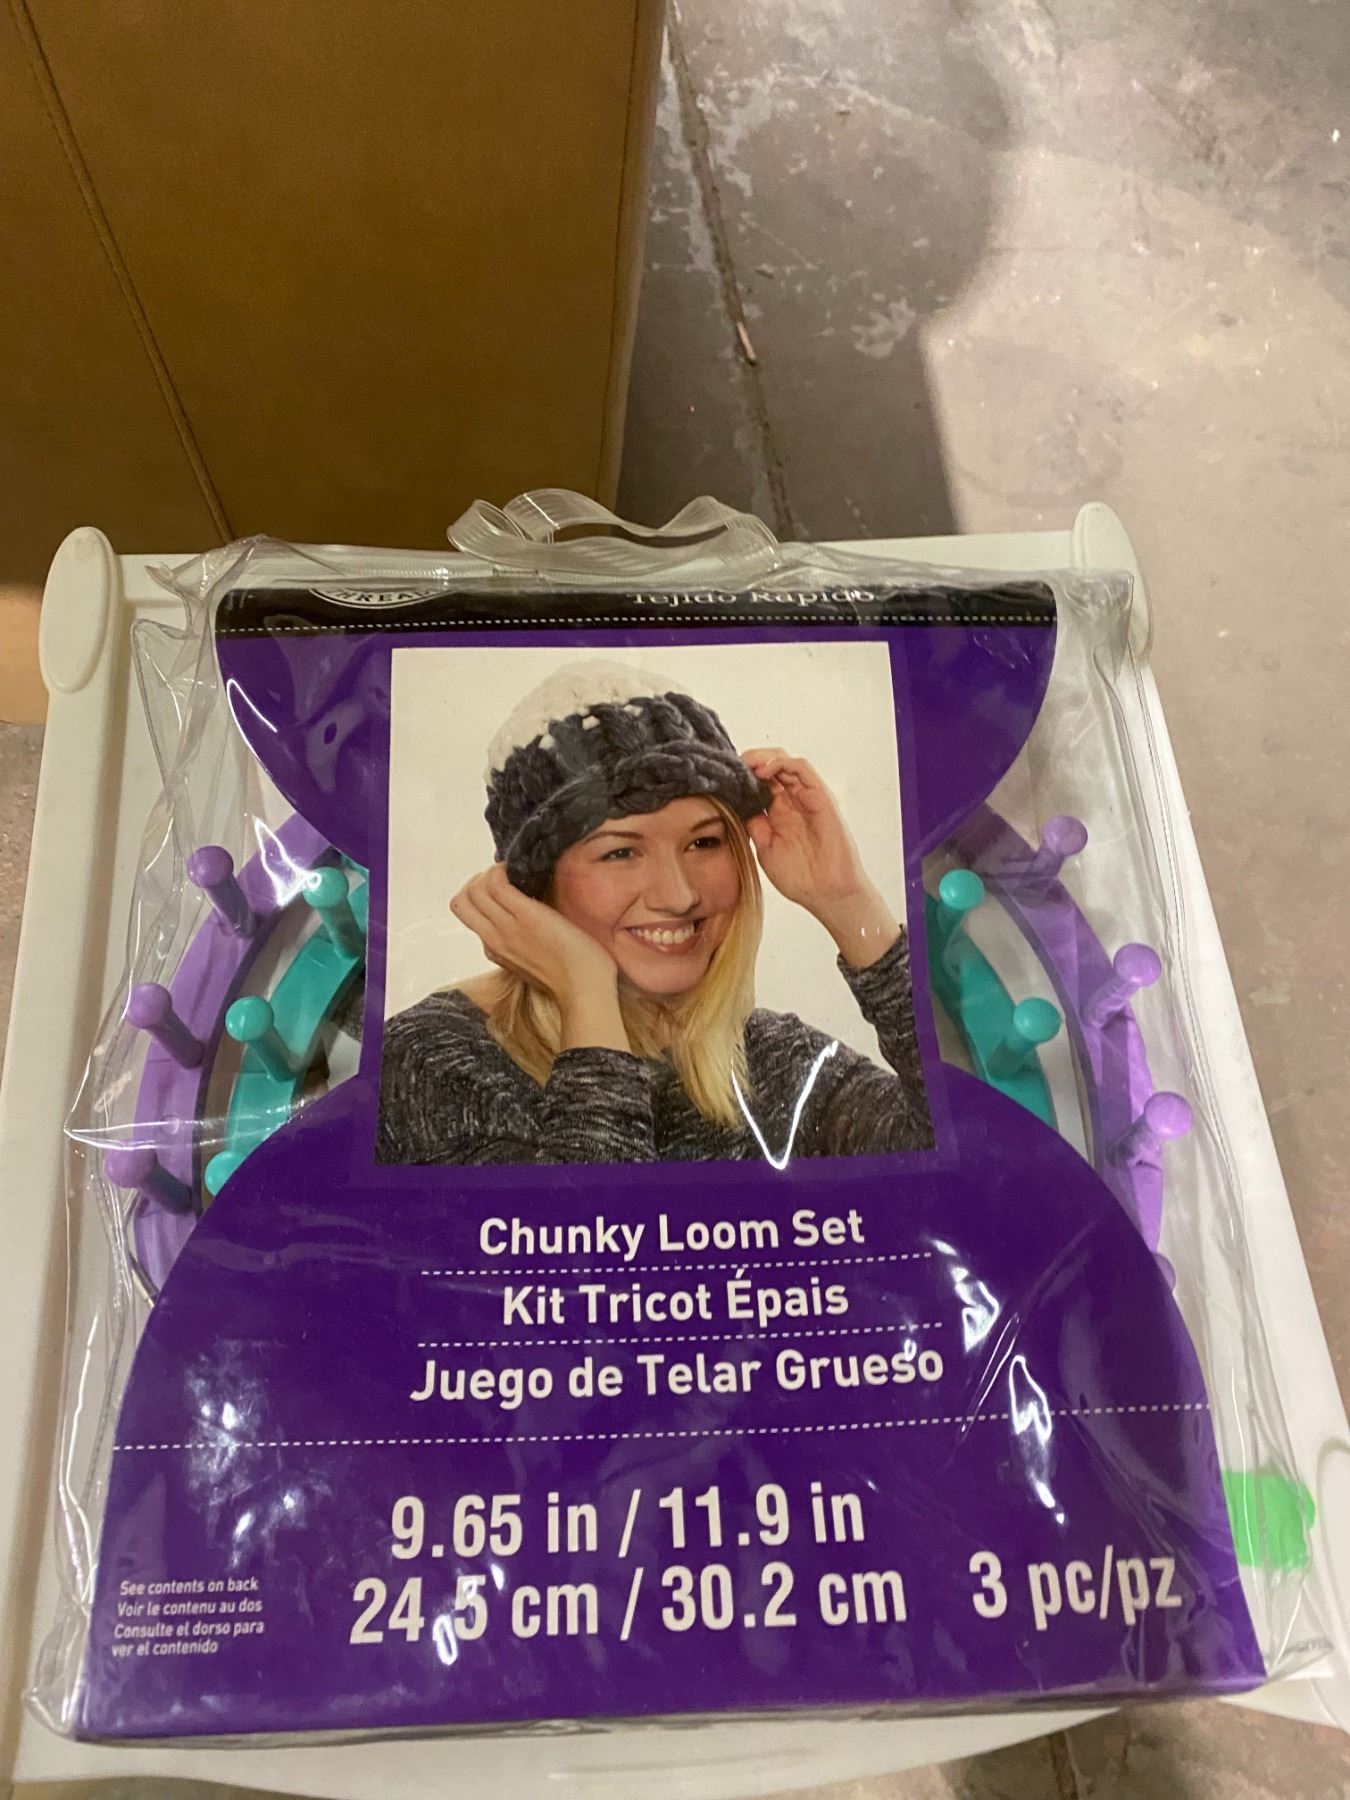 THREADS
Tejido Rápido
Chunky Loom Set
Kit Tricot Épais
Juego de Telar Grueso
9.65 in / 11.9 in
24.5 cm / 30.2 cm
3 pc/pz
See contents on back
Voir le contenu au dos
Consulte el dorso para
ver el contenido